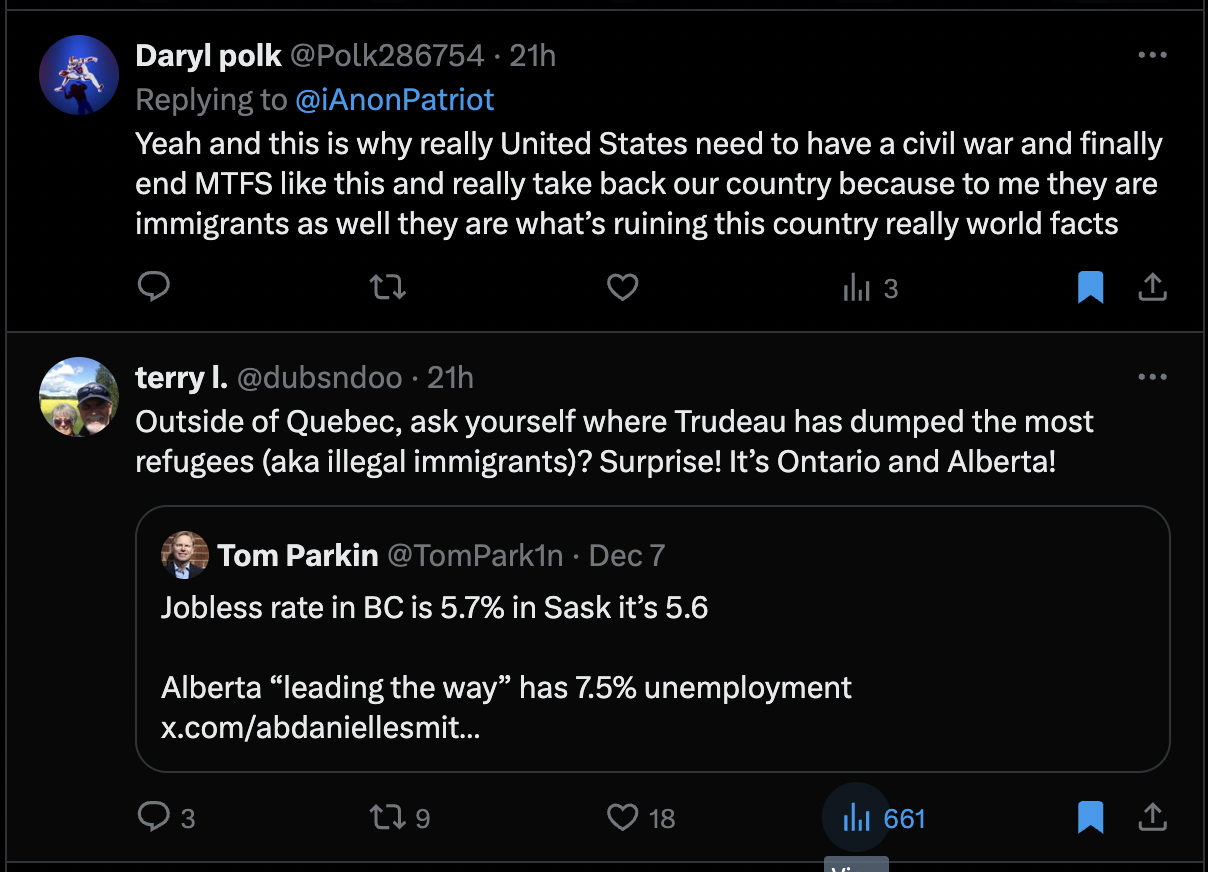 Daryl polk @Polk286754 · 21h
Replying to @iAnonPatriot
Yeah and this is why really United States need to have a civil war and finally
end MTFS like this and really take back our country because to me they are
immigrants as well they are what’s ruining this country really world facts
3
terry l. @dubsndoo · 21h
Outside of Quebec, ask yourself where Trudeau has dumped the most
refugees (aka illegal immigrants)? Surprise! It’s Ontario and Alberta!
Tom Parkin @TomPark1n · Dec 7
Jobless rate in BC is 5.7% in Sask it’s 5.6
Alberta “leading the way” has 7.5% unemployment
x.com/abdaniellesmit…
3 9 18 661